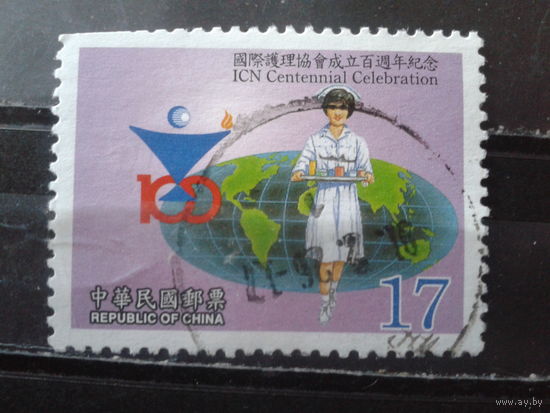 國際護理協會成立百週年紀念
ICN Centennial Celebration
100
中華民國郵票
REPUBLIC OF CHINA
17
www.ay.by